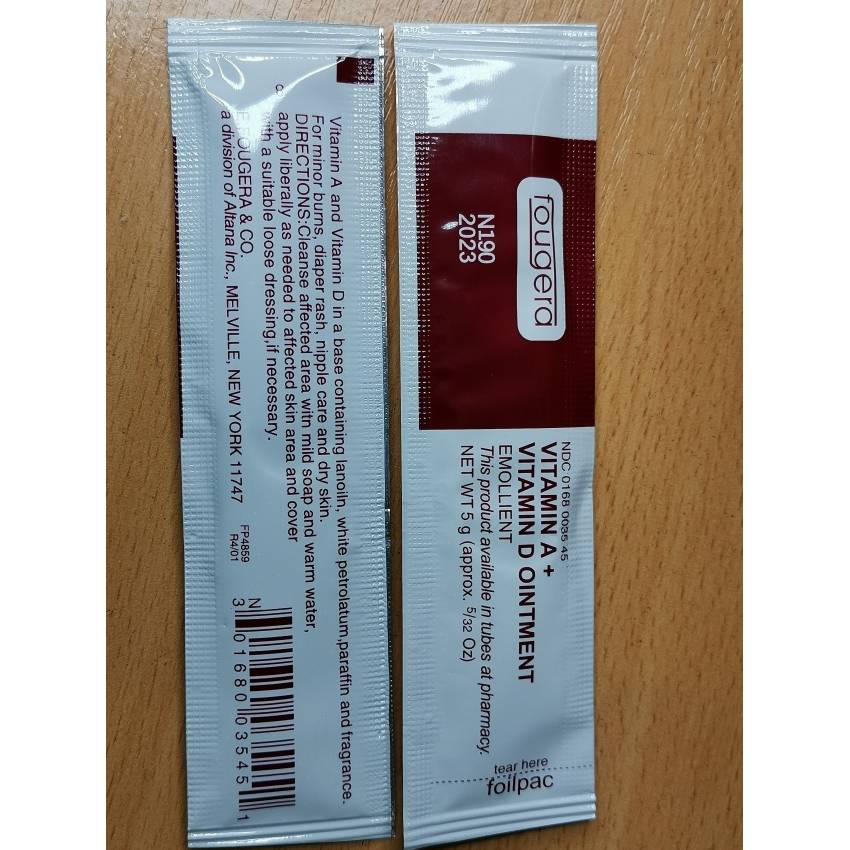 Vitamin A and Vitamin D in a base containing lanoiln, white petrolatum,paraffin and fragrance.
For minor burns, diaper rash, nipple care and dry skin.
DIRECTIONS:Cleanse affected area witn mild soap and warm water,
apply liberally as needed to affected skin area and cover
with a suitable loose dressing,if necessary.
E.FOUGERA & CO.
a division of Altana Inc., MELVILLE, NEW YORK 11747
FP4859
R4/01
N
3 01680 03545 1
fougera
N190
2023
NDC 0168 0035 45
VITAMIN A +
VITAMIN D OINTMENT
EMOLLIENT
This product available in tubes at pharmacy.
NET WT 5 g (approx. 5/32 Oz)
tear here
foilpac